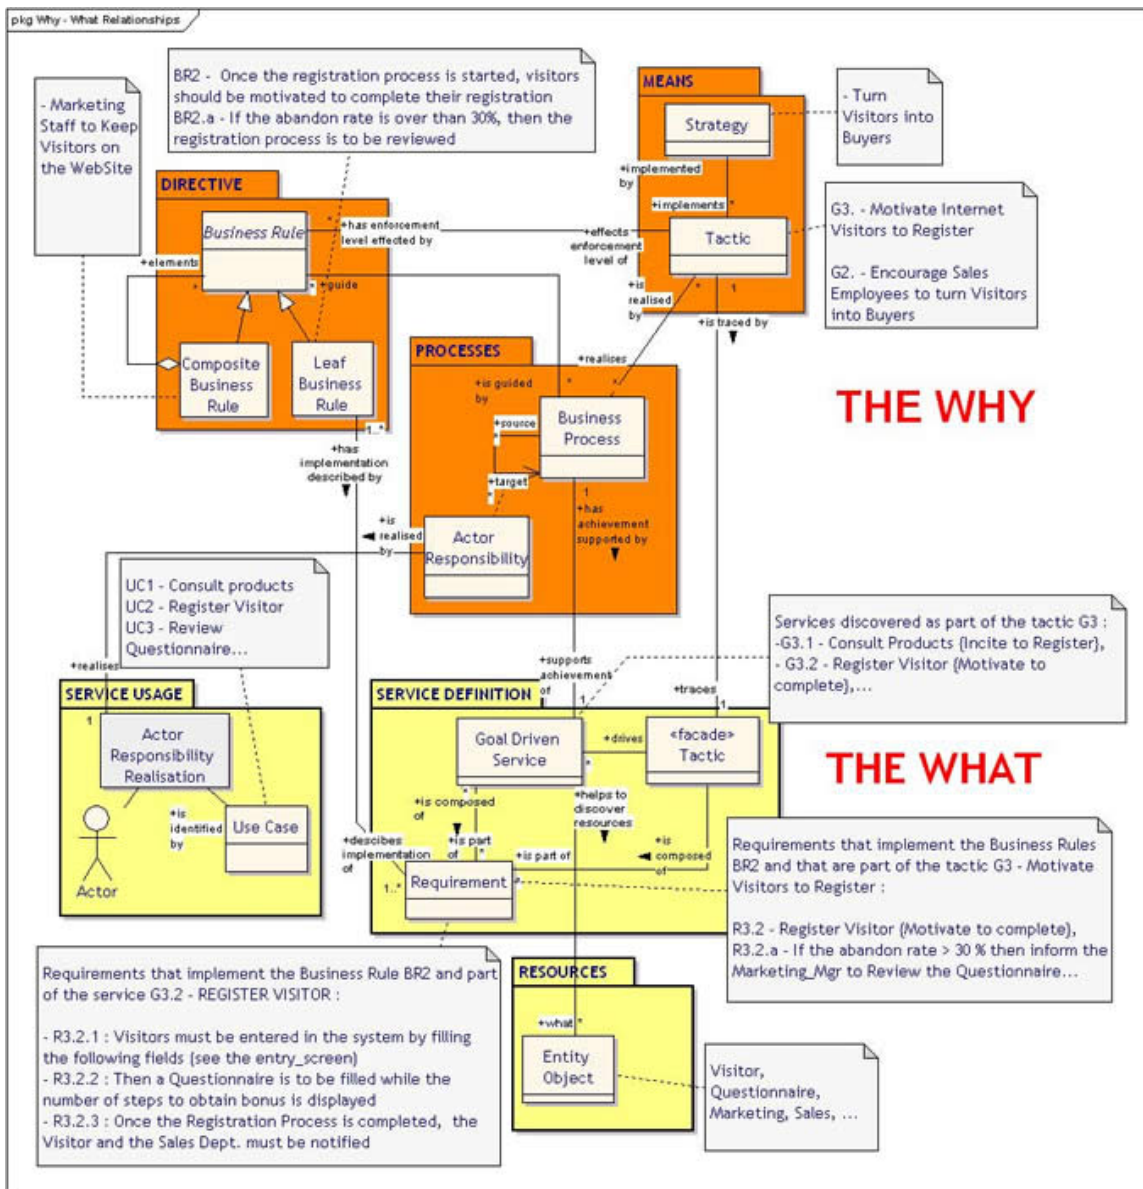 pkg Why - What Relationships
- Marketing
Staff to Keep
Visitors on
the WebSite
BR2 - Once the registration process is started, visitors
should be motivated to complete their registration
BR2.a - If the abandon rate is over than 30%, then the
registration process is to be reviewed
MEANS
Strategy
- Turn
Visitors into
Buyers
+implemented
by
+implements *
Tactic
G3. - Motivate Internet
Visitors to Register
G2. - Encourage Sales
Employees to turn Visitors
into Buyers
DIRECTIVE
Business Rule
*
+has enforcement
level effected by
+effects
enforcement
level of
+elements
*
* +guide
Composite
Business
Rule
Leaf
Business
Rule
1..*
+is
realised
by
*
1
+is traced by
PROCESSES
+realises
* *
+is guided
by
+source
*
Business
Process
+target
*
THE WHY
+has
implementation
described by
1
+has
achievement
supported by
+is
realised
by
Actor
Responsibility
UC1 - Consult products
UC2 - Register Visitor
UC3 - Review
Questionnaire...
Services discovered as part of the tactic G3 :
-G3.1 - Consult Products {Incite to Register},
- G3.2 - Register Visitor {Motivate to
complete},...
+realises
+supports
achievement
of
1
+traces
1
SERVICE USAGE
1
Actor
Responsibility
Realisation
+is
identified
by
Use Case
Actor
SERVICE DEFINITION
Goal Driven
Service
+drives
*
«facade»
Tactic
THE WHAT
*
+is composed
of
+helps to
discover
resources
+is part
of
*
+descibes
implementation
of
1..*
+is part of
*
+is
composed
of
Requirement
Requirements that implement the Business Rules
BR2 and that are part of the tactic G3 - Motivate
Visitors to Register :
R3.2 - Register Visitor {Motivate to complete},
R3.2.a - If the abandon rate > 30 % then inform the
Marketing_Mgr to Review the Questionnaire...
Requirements that implement the Business Rule BR2 and part
of the service G3.2 - REGISTER VISITOR :
- R3.2.1 : Visitors must be entered in the system by filling
the following fields (see the entry_screen)
- R3.2.2 : Then a Questionnaire is to be filled while the
number of steps to obtain bonus is displayed
- R3.2.3 : Once the Registration Process is completed, the
Visitor and the Sales Dept. must be notified
RESOURCES
+what *
Entity
Object
Visitor,
Questionnaire,
Marketing, Sales, ...